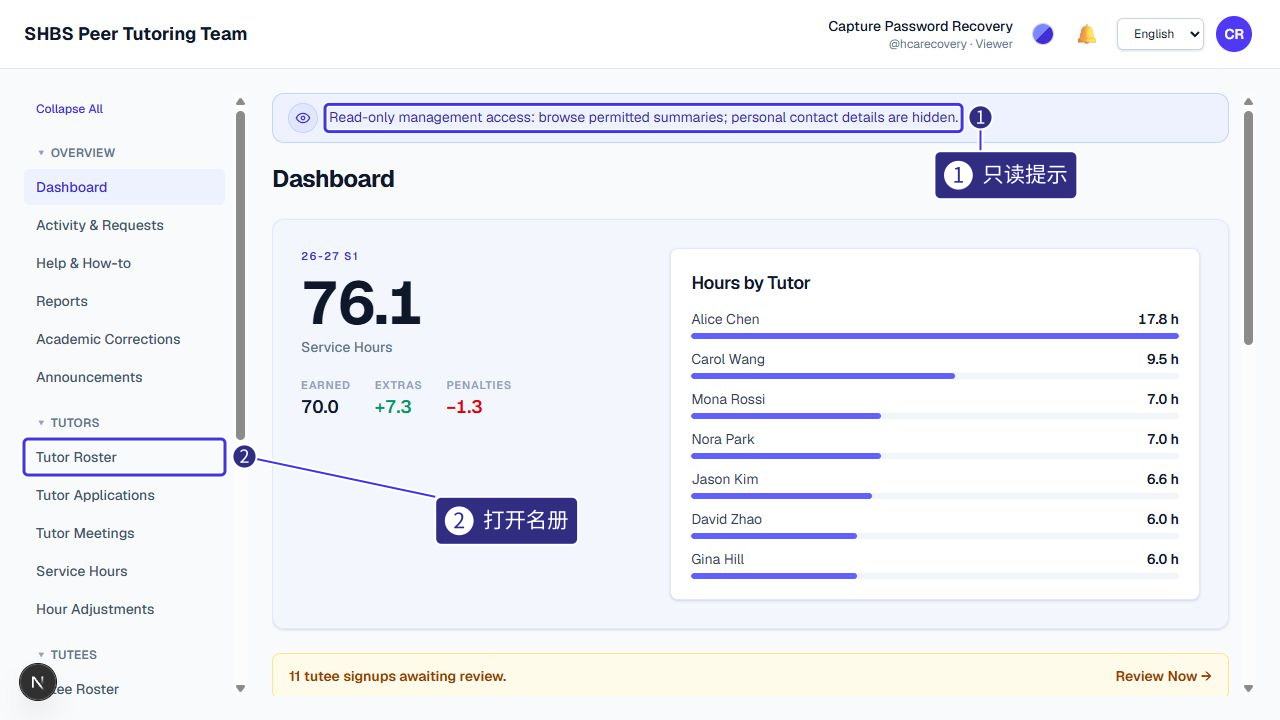 SHBS Peer Tutoring Team
Capture Password Recovery
@hcarecovery · Viewer
English
CR
Collapse All
OVERVIEW
Dashboard
Activity & Requests
Help & How-to
Reports
Academic Corrections
Announcements
TUTORS
Tutor Roster
Tutor Applications
Tutor Meetings
Service Hours
Hour Adjustments
TUTEES
ee Roster
N
Read-only management access: browse permitted summaries; personal contact details are hidden.
1
1 只读提示
2
2 打开名册
Dashboard
26-27 S1
76.1
Service Hours
EARNED EXTRAS PENALTIES
70.0 +7.3 −1.3
Hours by Tutor
Alice Chen 17.8 h
Carol Wang 9.5 h
Mona Rossi 7.0 h
Nora Park 7.0 h
Jason Kim 6.6 h
David Zhao 6.0 h
Gina Hill 6.0 h
11 tutee signups awaiting review. Review Now →